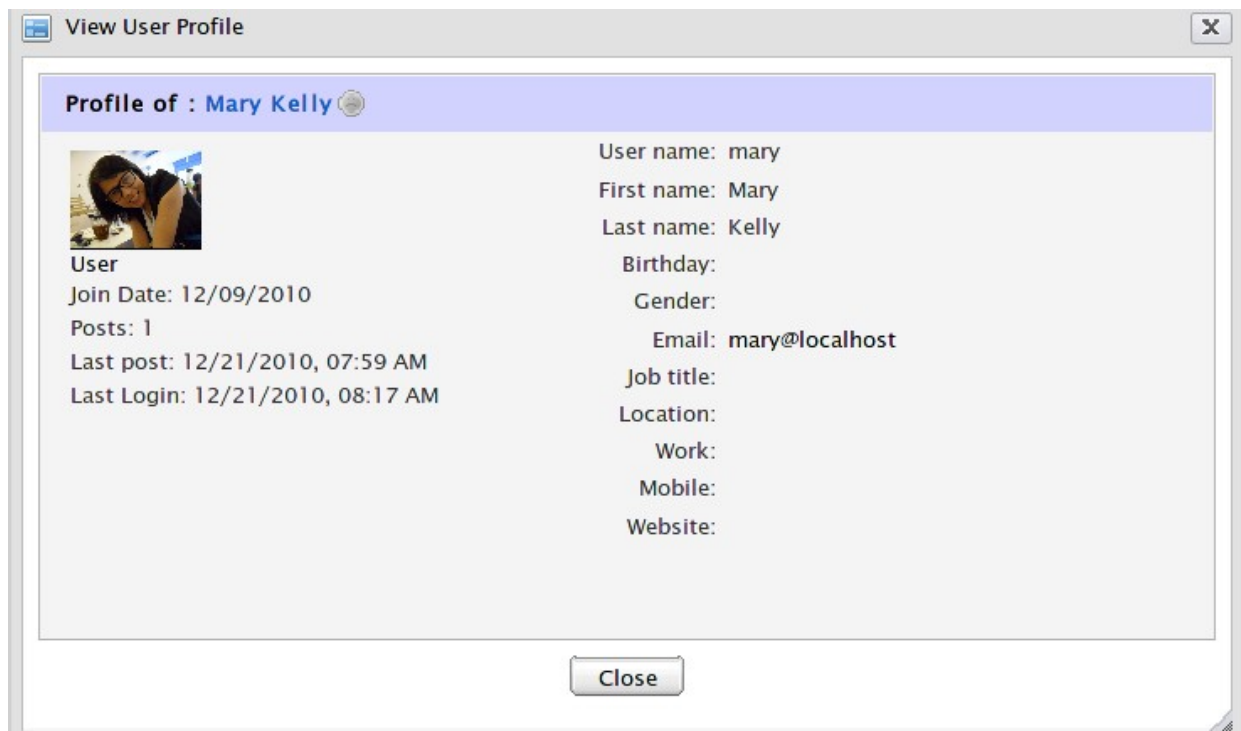 View User Profile
Profile of : Mary Kelly
User
Join Date: 12/09/2010
Posts: 1
Last post: 12/21/2010, 07:59 AM
Last Login: 12/21/2010, 08:17 AM
User name: mary
First name: Mary
Last name: Kelly
Birthday:
Gender:
Email: mary@localhost
Job title:
Location:
Work:
Mobile:
Website:
Close